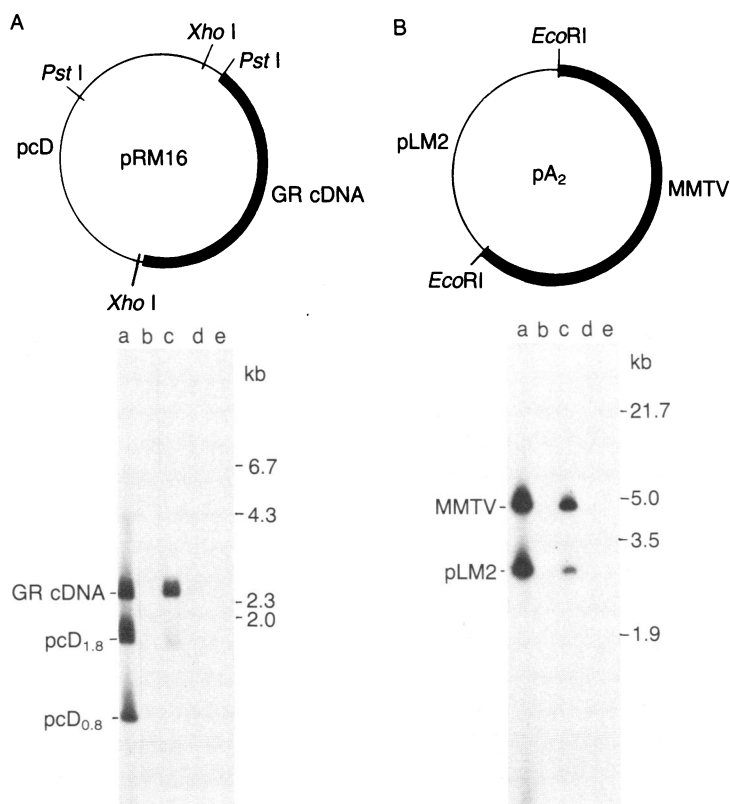 A
Xho I
Pst I
Pst I
pcD
pRM16
GR cDNA
Xho I
a b c d e
kb
6.7
4.3
GR cDNA
2.3
2.0
pcD1.8
pcD0.8
B
EcoRI
pLM2
pA2
MMTV
EcoRI
a b c d e
kb
21.7
MMTV
5.0
3.5
pLM2
1.9